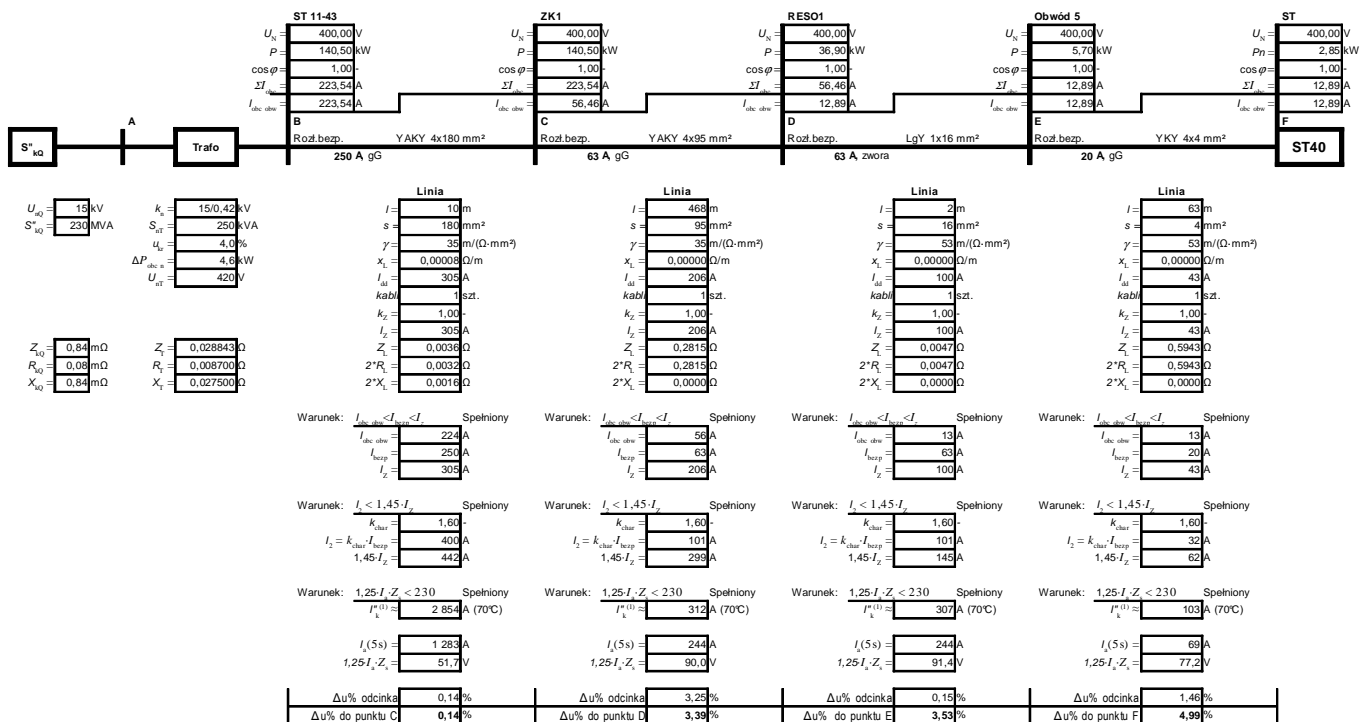 ST 11-43 ZK1 RESO1 Obwód 5 ST
U_N = 400,00 V U_N = 400,00 V U_N = 400,00 V U_N = 400,00 V U_N = 400,00 V
P = 140,50 kW P = 140,50 kW P = 36,90 kW P = 5,70 kW Pn = 2,85 kW
cosφ = 1,00 - cosφ = 1,00 - cosφ = 1,00 - cosφ = 1,00 - cosφ = 1,00 -
ΣI_obc = 223,54 A ΣI_obc = 223,54 A ΣI_obc = 56,46 A ΣI_obc = 12,89 A ΣI_obc = 12,89 A
I_obc obw = 223,54 A I_obc obw = 56,46 A I_obc obw = 12,89 A I_obc obw = 12,89 A I_obc obw = 12,89 A
A B C D E F
S"_kQ Trafo Rozł.bezp. YAKY 4x180 mm² Rozł.bezp. YAKY 4x95 mm² Rozł.bezp. LgY 1x16 mm² Rozł.bezp. YKY 4x4 mm² ST40
250 A, gG 63 A, gG 63 A, zwora 20 A, gG
Linia Linia Linia Linia
U_nQ = 15 kV k_n = 15/0,42 kV l = 10 m l = 468 m l = 2 m l = 63 m
S"_kQ = 230 MVA S_nT = 250 kVA s = 180 mm² s = 95 mm² s = 16 mm² s = 4 mm²
u_kr = 4,0 % γ = 35 m/(Ω·mm²) γ = 35 m/(Ω·mm²) γ = 53 m/(Ω·mm²) γ = 53 m/(Ω·mm²)
ΔP_obc n = 4,6 kW x_L = 0,00008 Ω/m x_L = 0,00000 Ω/m x_L = 0,00000 Ω/m x_L = 0,00000 Ω/m
U_nT = 420 V I_dd = 305 A I_dd = 206 A I_dd = 100 A I_dd = 43 A
kabli 1 szt. kabli 1 szt. kabli 1 szt. kabli 1 szt.
k_Z = 1,00 - k_Z = 1,00 - k_Z = 1,00 - k_Z = 1,00 -
I_Z = 305 A I_Z = 206 A I_Z = 100 A I_Z = 43 A
Z_kQ = 0,84 mΩ Z_T = 0,028843 Ω Z_L = 0,0036 Ω Z_L = 0,2815 Ω Z_L = 0,0047 Ω Z_L = 0,5943 Ω
R_kQ = 0,08 mΩ R_T = 0,008700 Ω 2*R_L = 0,0032 Ω 2*R_L = 0,2815 Ω 2*R_L = 0,0047 Ω 2*R_L = 0,5943 Ω
X_kQ = 0,84 mΩ X_T = 0,027500 Ω 2*X_L = 0,0016 Ω 2*X_L = 0,0000 Ω 2*X_L = 0,0000 Ω 2*X_L = 0,0000 Ω
Warunek: I_obc obw<I_bezp<I_z Spełniony Warunek: I_obc obw<I_bezp<I_z Spełniony Warunek: I_obc obw<I_bezp<I_z Spełniony Warunek: I_obc obw<I_bezp<I_z Spełniony
I_obc obw = 224 A I_obc obw = 56 A I_obc obw = 13 A I_obc obw = 13 A
I_bezp = 250 A I_bezp = 63 A I_bezp = 63 A I_bezp = 20 A
I_Z = 305 A I_Z = 206 A I_Z = 100 A I_Z = 43 A
Warunek: I_2 < 1,45·I_Z Spełniony Warunek: I_2 < 1,45·I_Z Spełniony Warunek: I_2 < 1,45·I_Z Spełniony Warunek: I_2 < 1,45·I_Z Spełniony
k_char = 1,60 - k_char = 1,60 - k_char = 1,60 - k_char = 1,60 -
I_2 = k_char·I_bezp = 400 A I_2 = k_char·I_bezp = 101 A I_2 = k_char·I_bezp = 101 A I_2 = k_char·I_bezp = 32 A
1,45·I_Z = 442 A 1,45·I_Z = 299 A 1,45·I_Z = 145 A 1,45·I_Z = 62 A
Warunek: 1,25·I_a·Z_s < 230 Spełniony Warunek: 1,25·I_a·Z_s < 230 Spełniony Warunek: 1,25·I_a·Z_s < 230 Spełniony Warunek: 1,25·I_a·Z_s < 230 Spełniony
I"_k(1) ≈ 2 854 A (70°C) I"_k(1) ≈ 312 A (70°C) I"_k(1) ≈ 307 A (70°C) I"_k(1) ≈ 103 A (70°C)
I_a(5s) = 1 283 A I_a(5s) = 244 A I_a(5s) = 244 A I_a(5s) = 69 A
1,25·I_a·Z_s = 51,7 V 1,25·I_a·Z_s = 90,0 V 1,25·I_a·Z_s = 91,4 V 1,25·I_a·Z_s = 77,2 V
Δu% odcinka 0,14 % Δu% odcinka 3,25 % Δu% odcinka 0,15 % Δu% odcinka 1,46 %
Δu% do punktu C 0,14 % Δu% do punktu D 3,39 % Δu% do punktu E 3,53 % Δu% do punktu F 4,99 %